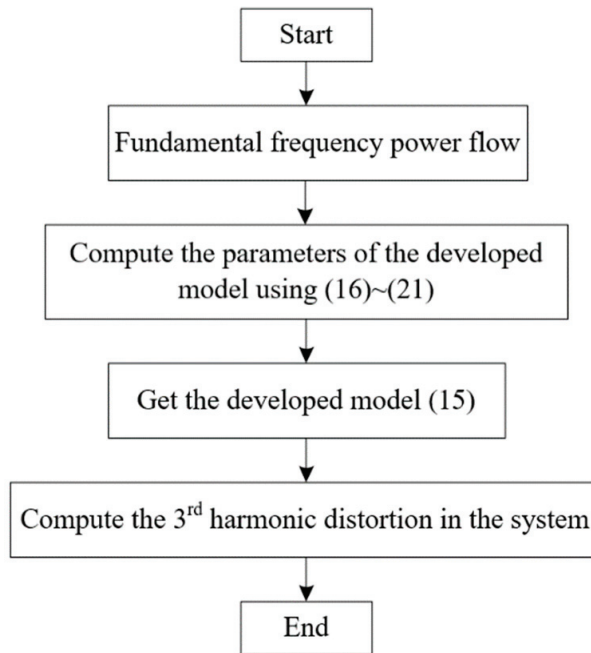 Start
Fundamental frequency power flow
Compute the parameters of the developed
model using (16)~(21)
Get the developed model (15)
Compute the 3rd harmonic distortion in the system
End